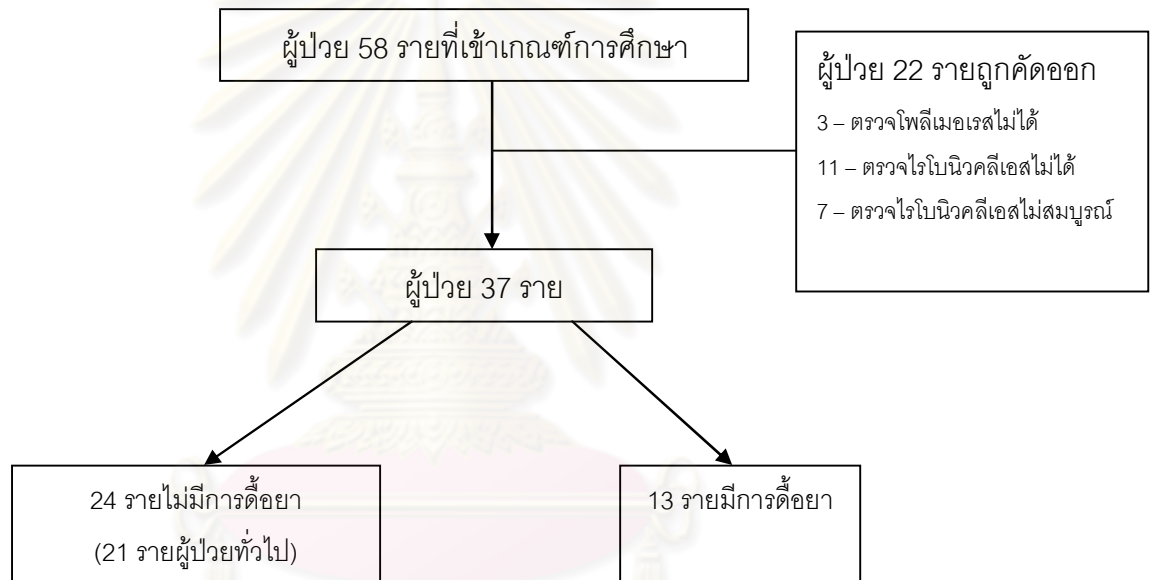 ผู้ป่วย 58 รายที่เข้าเกณฑ์การศึกษา
ผู้ป่วย 22 รายถูกคัดออก
3 – ตรวจโพลีเมอเรสไม่ได้
11 – ตรวจไรโบนิวคลีเอสไม่ได้
7 – ตรวจไรโบนิวคลีเอสไม่สมบูรณ์
ผู้ป่วย 37 ราย
24 รายไม่มีการดื้อยา
(21 รายผู้ป่วยทั่วไป)
13 รายมีการดื้อยา